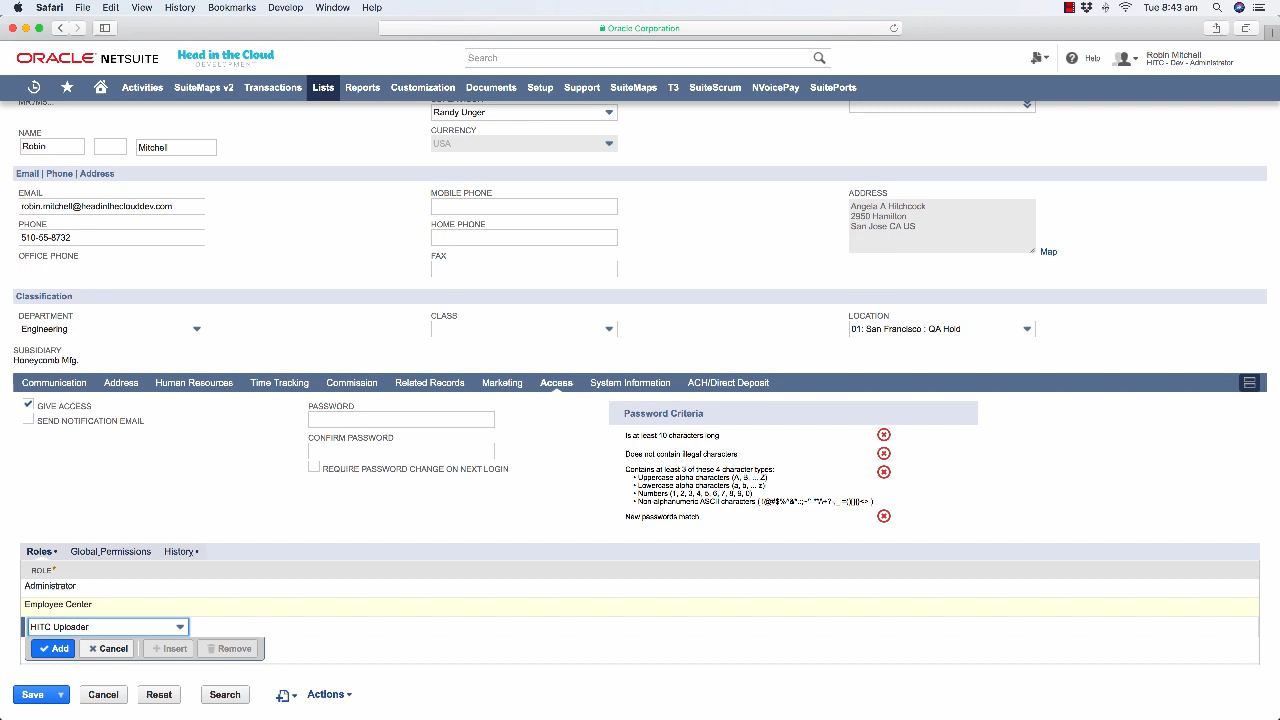 Safari File Edit View History Bookmarks Develop Window Help Tue 8:43 am
Oracle Corporation
ORACLE NETSUITE Head in the Cloud DEVELOPMENT Search Help Robin Mitchell
HITC - Dev - Administrator
Activities SuiteMaps v2 Transactions Lists Reports Customization Documents Setup Support SuiteMaps T3 SuiteScrum NVoicePay SuitePorts
MR./MS...
Randy Unger
NAME CURRENCY
Robin Mitchell USA
Email | Phone | Address
EMAIL MOBILE PHONE ADDRESS
robin.mitchell@headintheclouddev.com Angela A Hitchcock
2950 Hamilton
San Jose CA US
PHONE HOME PHONE
510-55-8732
OFFICE PHONE FAX Map
Classification
DEPARTMENT CLASS LOCATION
Engineering 01: San Francisco : QA Hold
SUBSIDIARY
Honeycomb Mfg.
Communication Address Human Resources Time Tracking Commission Related Records Marketing Access System Information ACH/Direct Deposit
GIVE ACCESS PASSWORD Password Criteria
SEND NOTIFICATION EMAIL
CONFIRM PASSWORD Is at least 10 characters long
Does not contain illegal characters
REQUIRE PASSWORD CHANGE ON NEXT LOGIN Contains at least 3 of these 4 character types:
• Uppercase alpha characters (A, B, ... Z)
• Lowercase alpha characters (a, b, ... z)
• Numbers (1, 2, 3, 4, 5, 6, 7, 8, 9, 0)
• Non-alphanumeric ASCII characters
New passwords match
Roles • Global Permissions History •
ROLE *
Administrator
Employee Center
HITC Uploader
Add Cancel + Insert Remove
Save Cancel Reset Search Actions